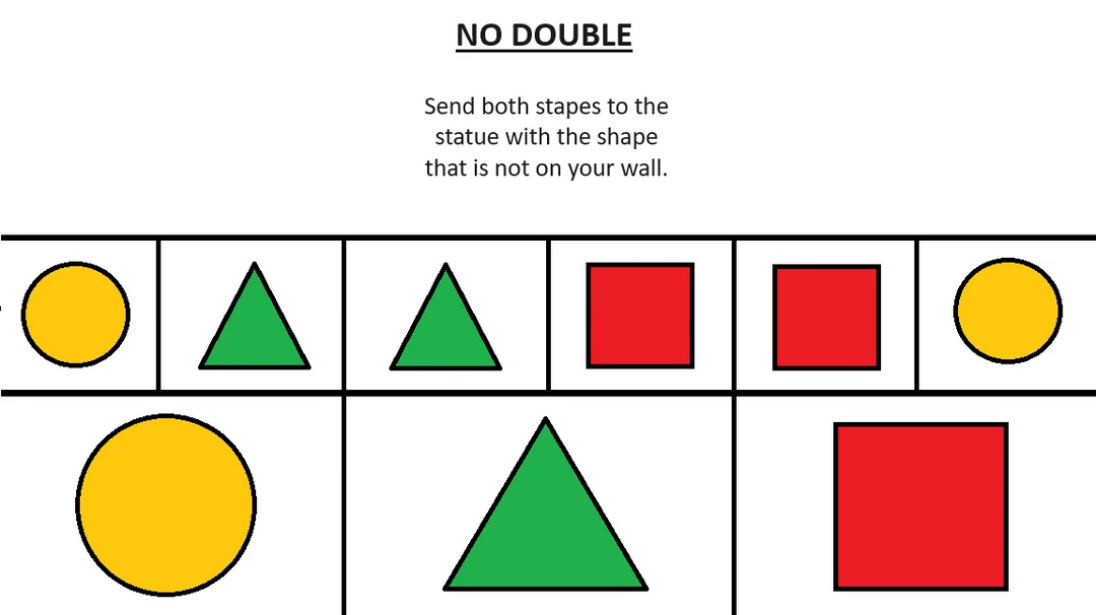 NO DOUBLE
Send both stapes to the
statue with the shape
that is not on your wall.